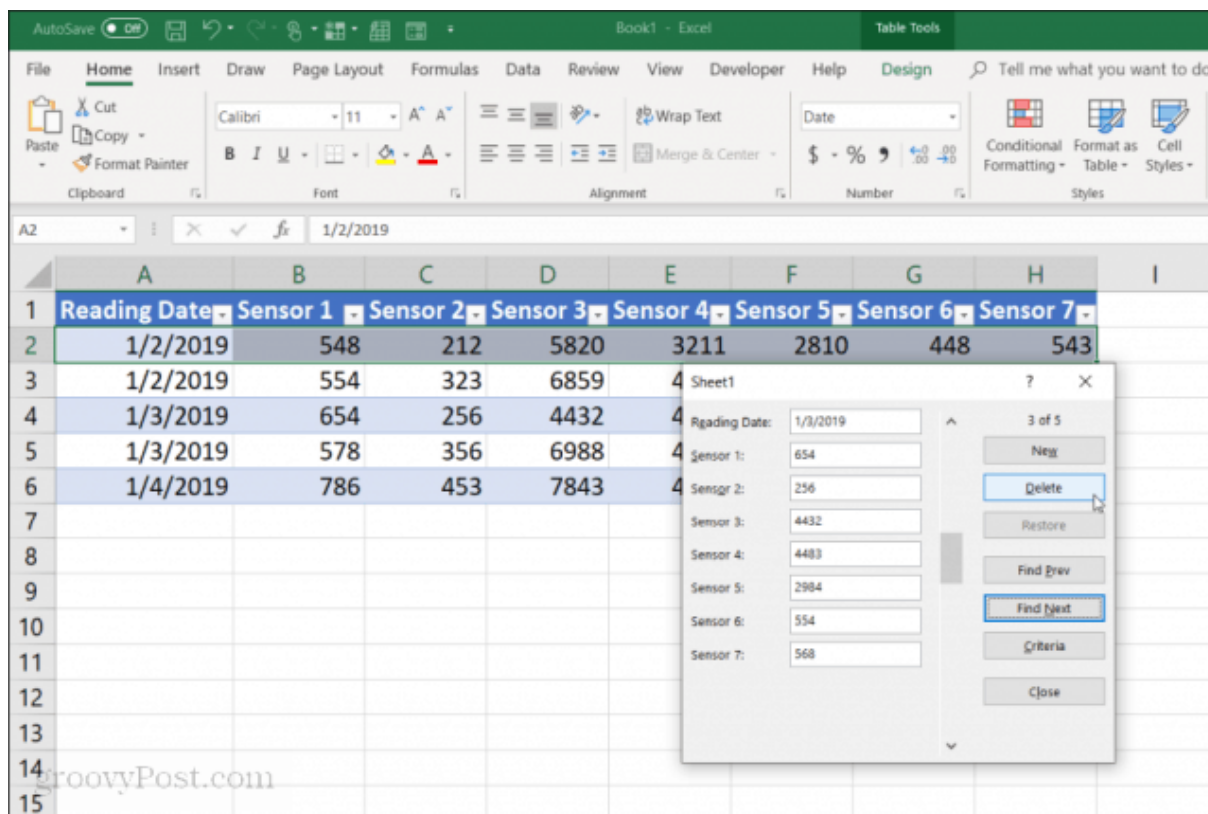 AutoSave Off Book1 - Excel Table Tools
File Home Insert Draw Page Layout Formulas Data Review View Developer Help Design Tell me what you want to do
Paste
Cut
Copy
Format Painter
Clipboard
Calibri 11
B I U
Font
Wrap Text
Merge & Center
Alignment
Date
$ % ,
Number
Conditional Formatting
Format as Table
Cell Styles
Styles
A2 fx 1/2/2019
A B C D E F G H I
1 Reading Date Sensor 1 Sensor 2 Sensor 3 Sensor 4 Sensor 5 Sensor 6 Sensor 7
2 1/2/2019 548 212 5820 3211 2810 448 543
3 1/2/2019 554 323 6859 4
4 1/3/2019 654 256 4432 4
5 1/3/2019 578 356 6988 4
6 1/4/2019 786 453 7843 4
7
8
9
10
11
12
13
14
15
Sheet1 ?
Reading Date: 1/3/2019
Sensor 1: 654
Sensor 2: 256
Sensor 3: 4432
Sensor 4: 4483
Sensor 5: 2984
Sensor 6: 554
Sensor 7: 568
3 of 5
New
Delete
Restore
Find Prev
Find Next
Criteria
Close
groovyPost.com